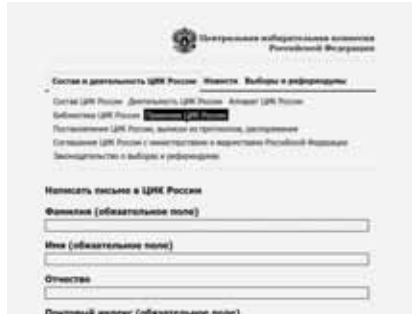 Центральная избирательная комиссия
Российской Федерации
Состав и деятельность ЦИК России Новости Выборы и референдумы
Состав ЦИК России Деятельность ЦИК России Аппарат ЦИК России
Библиотека ЦИК России Приемная ЦИК России
Постановления ЦИК России, выписки из протоколов, распоряжения
Соглашения ЦИК России с министерствами и ведомствами Российской Федерации
Законодательство о выборах и референдумах
Написать письмо в ЦИК России
Фамилия (обязательное поле)
Имя (обязательное поле)
Отчество
Почтовый индекс (обязательное поле)